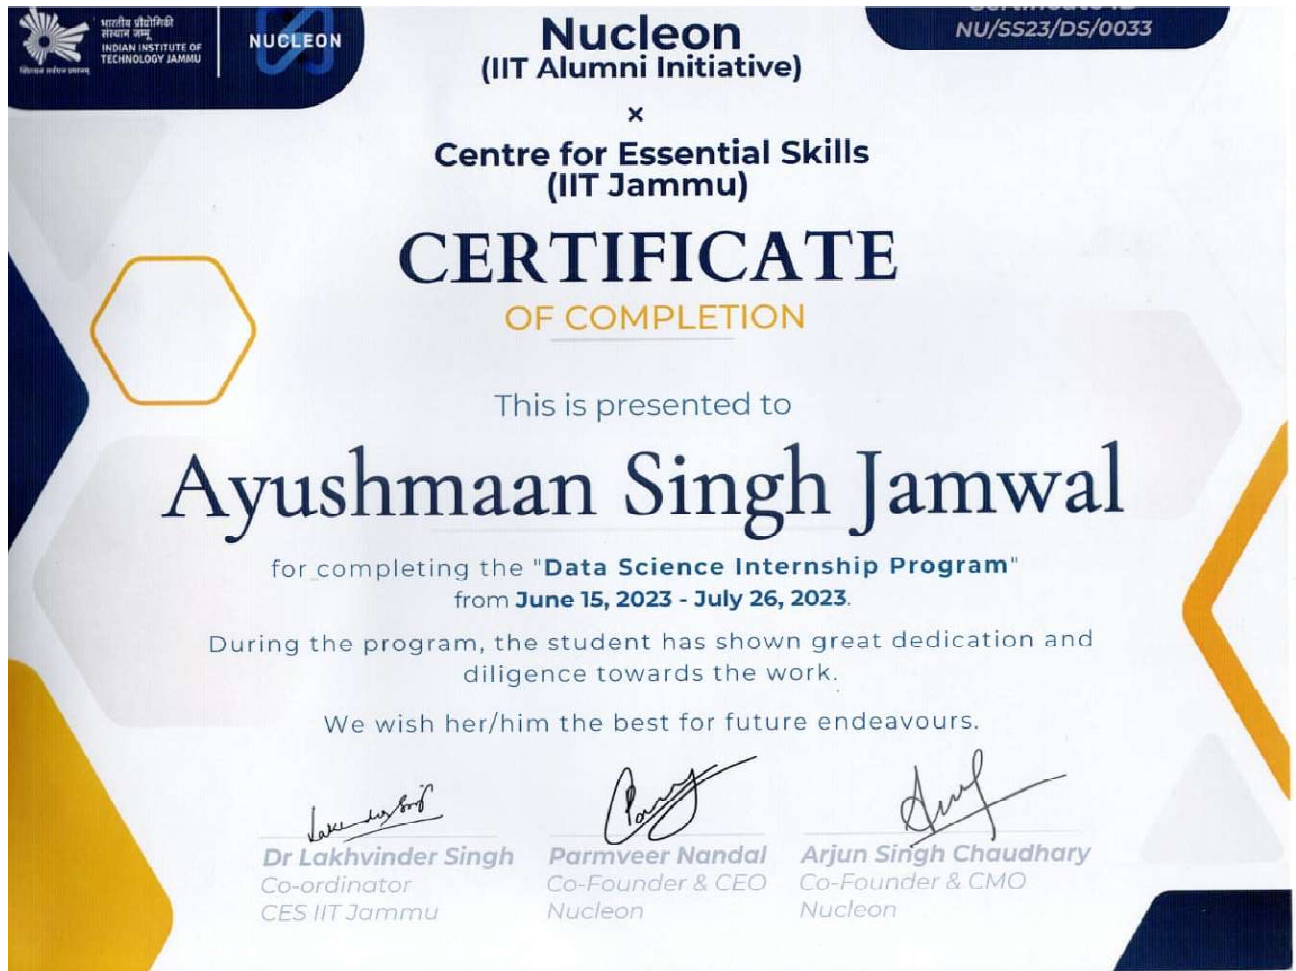 भारतीय प्रौद्योगिकी
संस्थान जम्मू
INDIAN INSTITUTE OF
TECHNOLOGY JAMMU
NUCLEON
Nucleon
(IIT Alumni Initiative)
×
Centre for Essential Skills
(IIT Jammu)
NU/SS23/DS/0033
CERTIFICATE
OF COMPLETION
This is presented to
Ayushmaan Singh Jamwal
for completing the "Data Science Internship Program"
from June 15, 2023 - July 26, 2023.
During the program, the student has shown great dedication and
diligence towards the work.
We wish her/him the best for future endeavours.
Dr Lakhvinder Singh
Co-ordinator
CES IIT Jammu
Parmveer Nandal
Co-Founder & CEO
Nucleon
Arjun Singh Chaudhary
Co-Founder & CMO
Nucleon